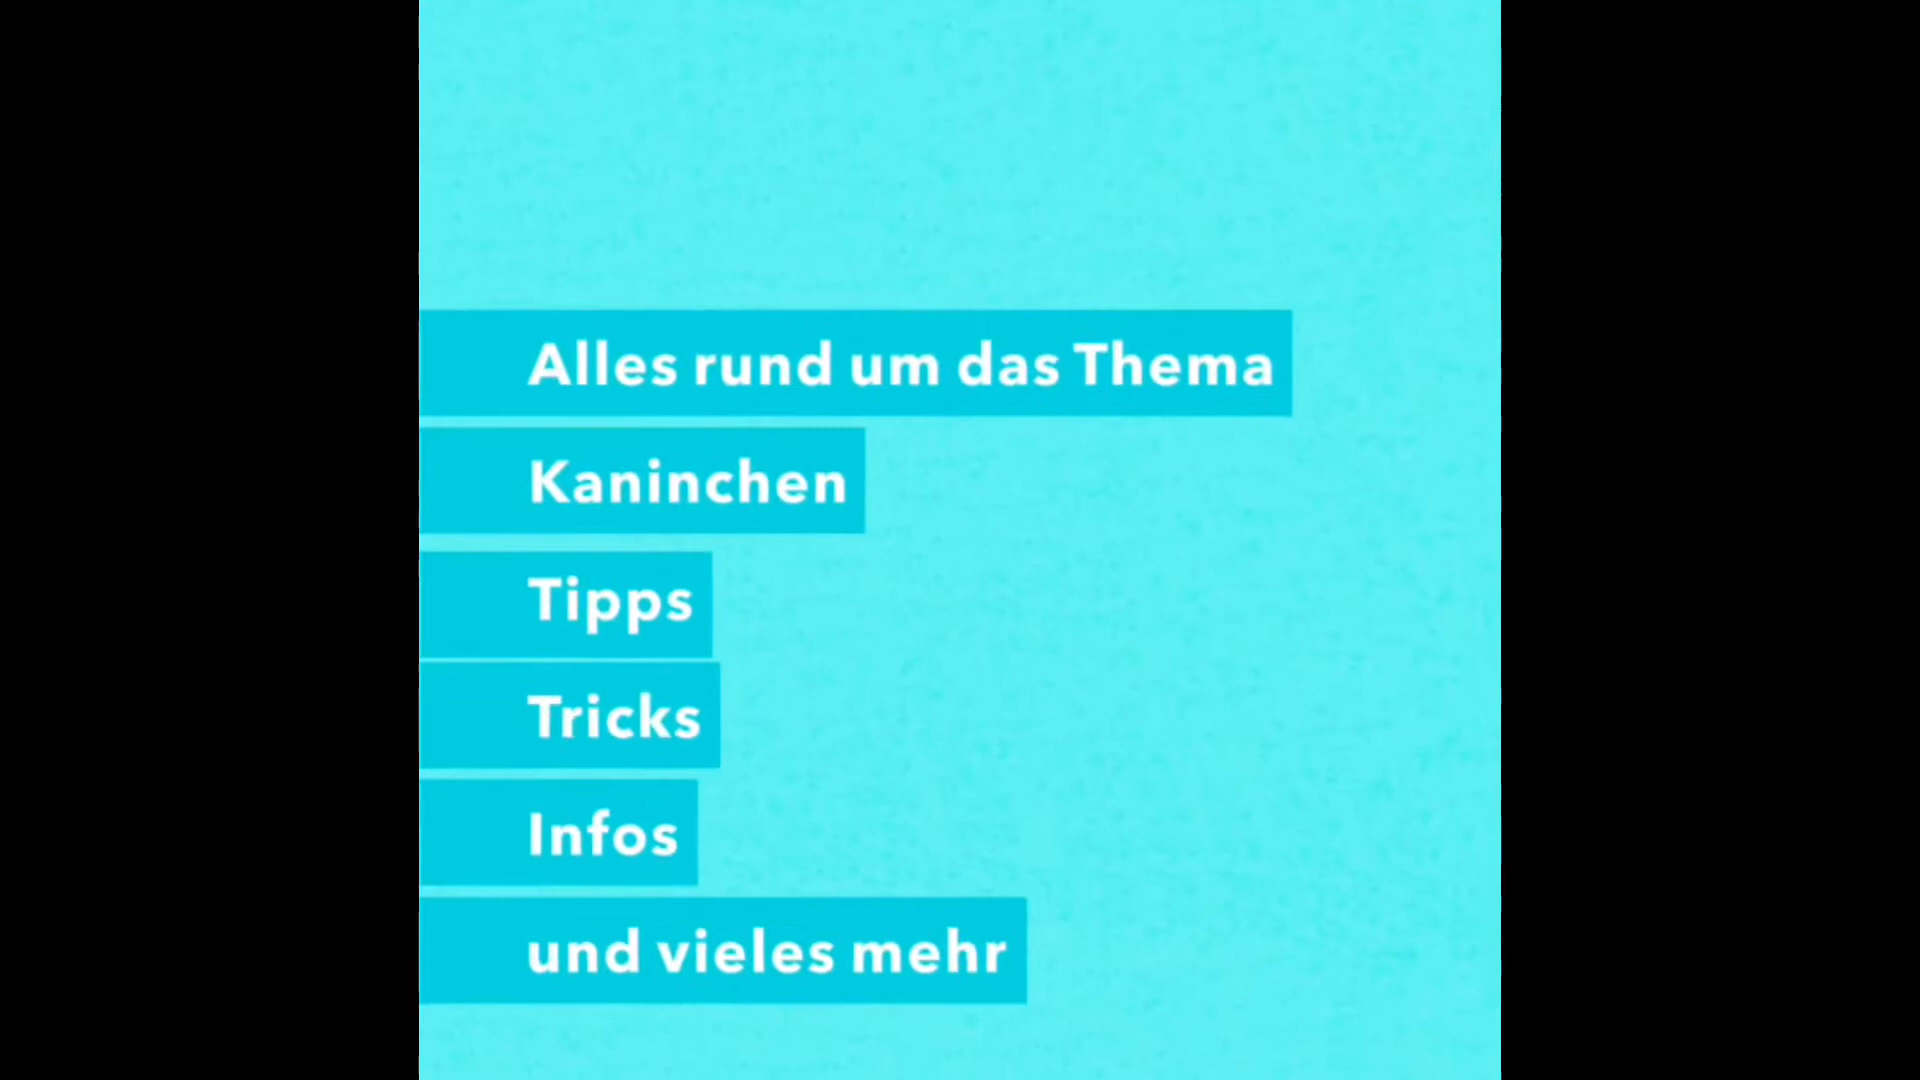 Alles rund um das Thema
Kaninchen
Tipps
Tricks
Infos
und vieles mehr